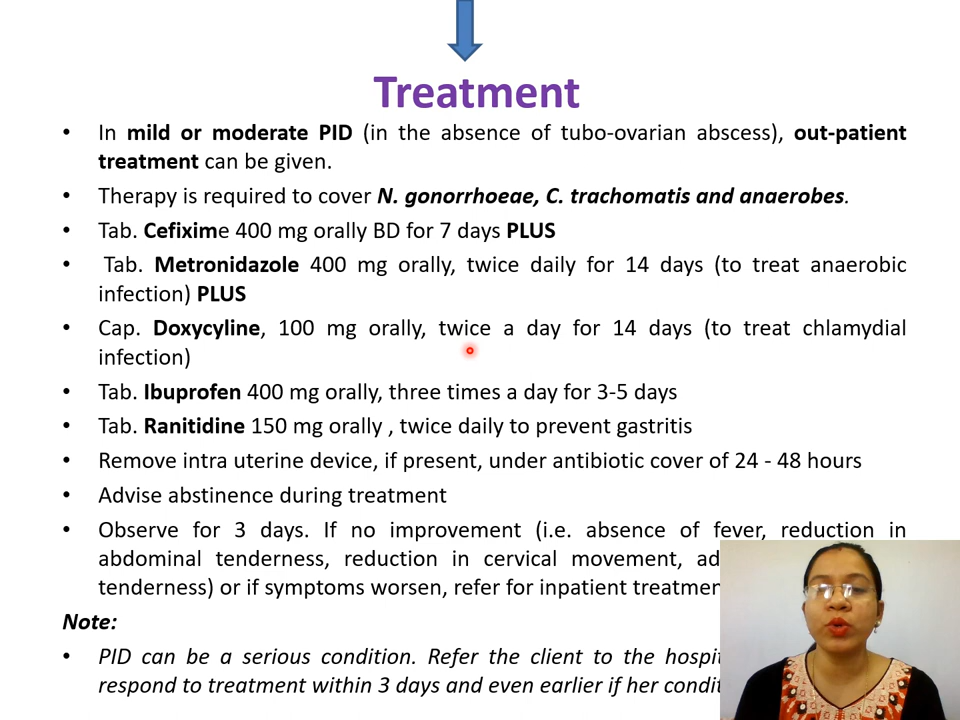 Treatment
• In mild or moderate PID (in the absence of tubo-ovarian abscess), out-patient
treatment can be given.
• Therapy is required to cover N. gonorrhoeae, C. trachomatis and anaerobes.
• Tab. Cefixime 400 mg orally BD for 7 days PLUS
• Tab. Metronidazole 400 mg orally, twice daily for 14 days (to treat anaerobic
infection) PLUS
• Cap. Doxycyline, 100 mg orally, twice a day for 14 days (to treat chlamydial
infection)
• Tab. Ibuprofen 400 mg orally, three times a day for 3-5 days
• Tab. Ranitidine 150 mg orally , twice daily to prevent gastritis
• Remove intra uterine device, if present, under antibiotic cover of 24 - 48 hours
• Advise abstinence during treatment
• Observe for 3 days. If no improvement (i.e. absence of fever, reduction in
abdominal tenderness, reduction in cervical movement,
tenderness) or if symptoms worsen, refer for inpatient
Note:
• PID can be a serious condition. Refer the client to the
respond to treatment within 3 days and even earlier if her